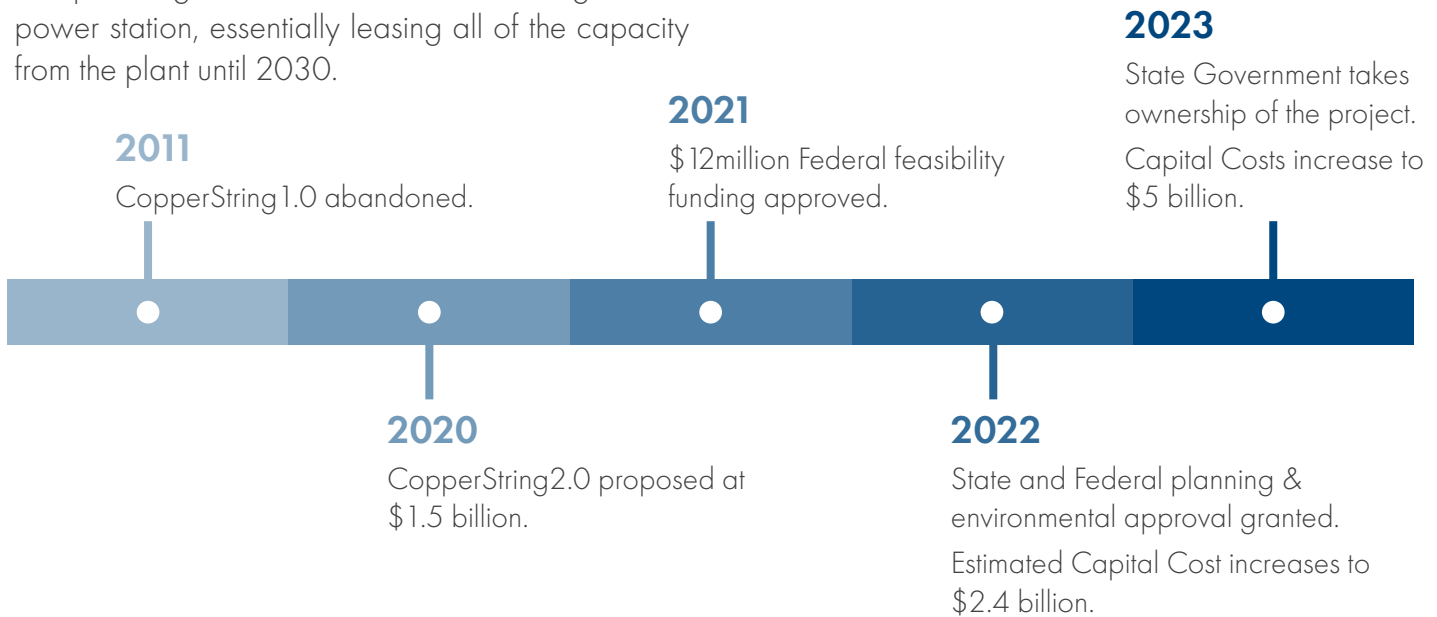 power station, essentially leasing all of the capacity
from the plant until 2030.
2011
CopperString1.0 abandoned.
2020
CopperString2.0 proposed at
$1.5 billion.
2021
$12million Federal feasibility
funding approved.
2022
State and Federal planning &
environmental approval granted.
Estimated Capital Cost increases to
$2.4 billion.
2023
State Government takes
ownership of the project.
Capital Costs increase to
$5 billion.